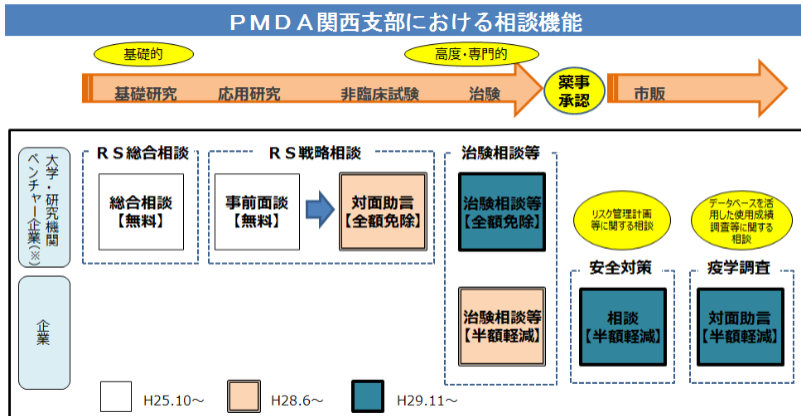 PMDA関西支部における相談機能
基礎的
高度・専門的
基礎研究
応用研究
非臨床試験
治験
薬事
承認
市販
大学・研究機関
ベンチャー企業(※)
RS総合相談
総合相談
【無料】
RS戦略相談
事前面談
【無料】
対面助言
【全額免除】
治験相談等
治験相談等
【全額免除】
リスク管理計画
等に関する相談
データベースを活
用した使用成績
調査等に関する
相談
企業
治験相談等
【半額軽減】
安全対策
相談
【半額軽減】
疫学調査
対面助言
【半額軽減】
H25.10～
H28.6～
H29.11～